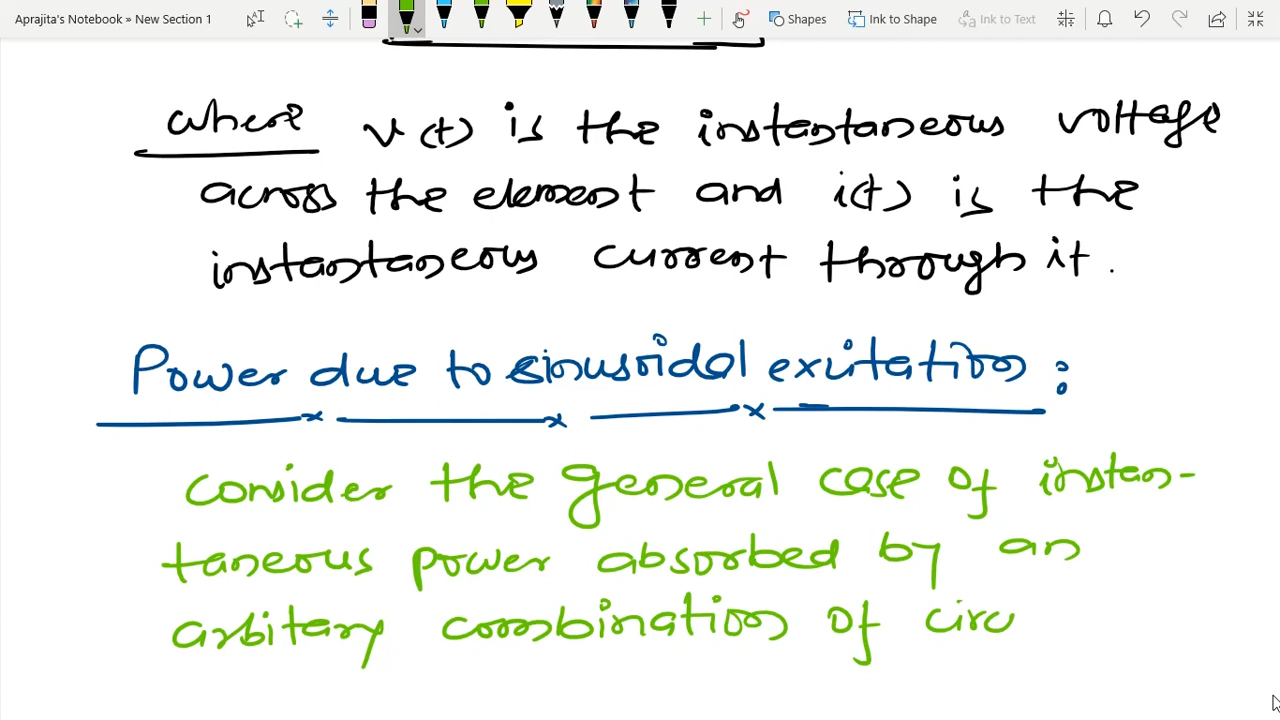 Aprajita's Notebook » New Section 1
Shapes
Ink to Shape
Ink to Text
where v(t) is the instantaneous voltage
across the element and i(t) is the
instantaneous current through it.
Power due to sinusoidal exitation:
consider the general case of instan-
taneous power absorbed by an
arbitary combination of circu